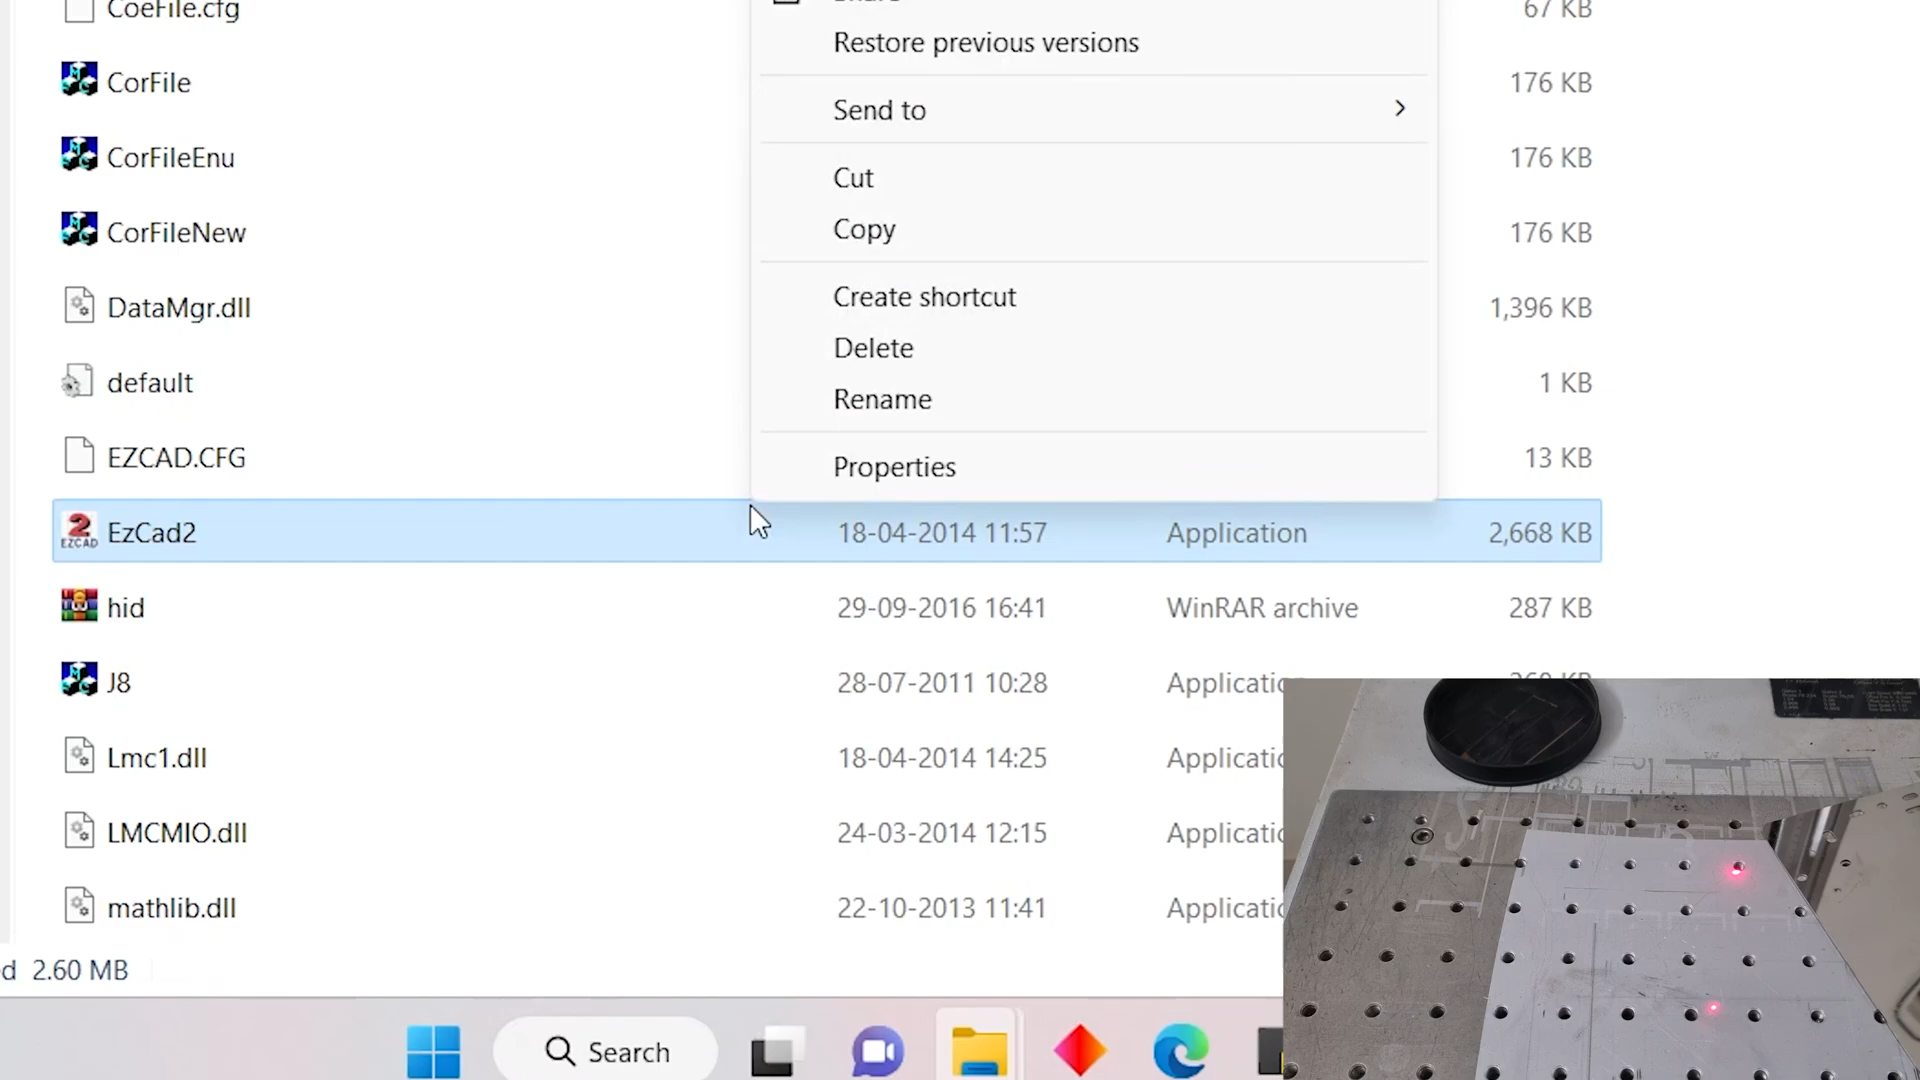 CoeFile.cfg
67 KB
CorFile
176 KB
CorFileEnu
176 KB
CorFileNew
176 KB
DataMgr.dll
1,396 KB
default
1 KB
EZCAD.CFG
13 KB
Share
Restore previous versions
Send to
Cut
Copy
Create shortcut
Delete
Rename
Properties
2
EZCAD
EzCad2 18-04-2014 11:57 Application 2,668 KB
hid 29-09-2016 16:41 WinRAR archive 287 KB
J8 28-07-2011 10:28
Lmc1.dll 18-04-2014 14:25
LMCMIO.dll 24-03-2014 12:15
mathlib.dll 22-10-2013 11:41
2.60 MB
Search